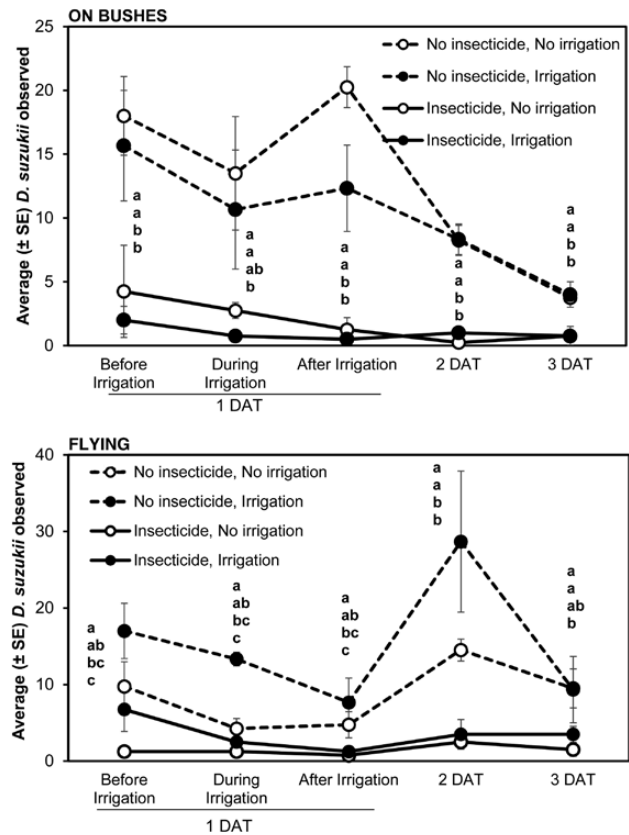 ON BUSHES
Average (± SE) D. suzukii observed
25
20
15
10
5
0
No insecticide, No irrigation
No insecticide, Irrigation
Insecticide, No irrigation
Insecticide, Irrigation
a
a
b
b
a
a
ab
b
a
a
b
b
a
a
b
b
a
a
b
b
Before
Irrigation
During
Irrigation
After Irrigation
2 DAT
3 DAT
1 DAT
FLYING
Average (± SE) D. suzukii observed
40
30
20
10
0
No insecticide, No irrigation
No insecticide, Irrigation
Insecticide, No irrigation
Insecticide, Irrigation
a
ab
bc
c
a
ab
bc
c
a
ab
bc
c
a
a
b
b
a
a
ab
b
Before
Irrigation
During
Irrigation
After Irrigation
2 DAT
3 DAT
1 DAT